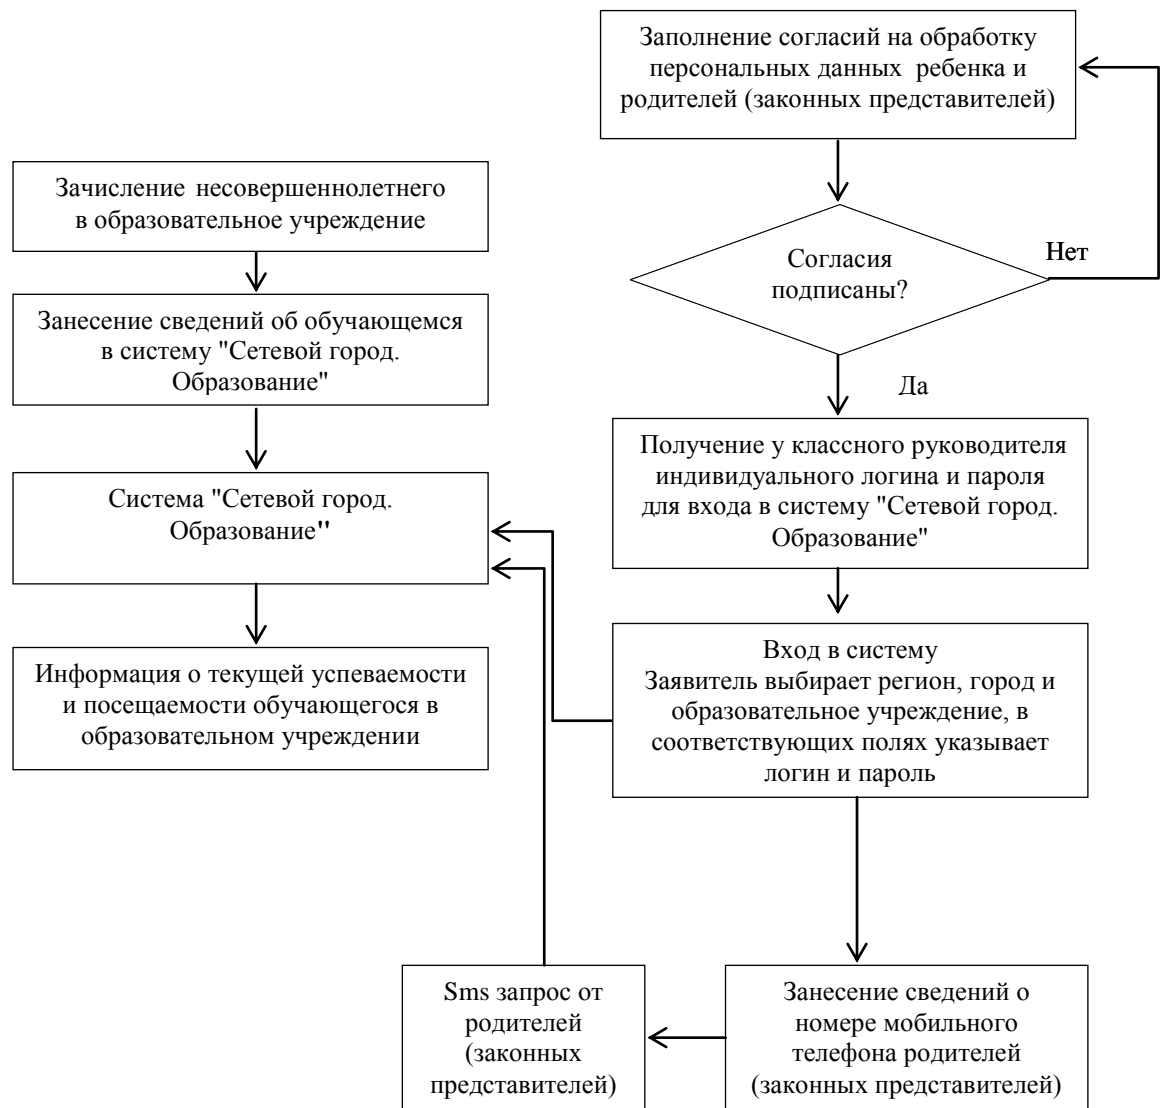 Заполнение согласий на обработку
персональных данных ребенка и
родителей (законных представителей)
Зачисление несовершеннолетнего
в образовательное учреждение
Согласия
подписаны?
Нет
Занесение сведений об обучающемся
в систему "Сетевой город.
Образование"
Да
Получение у классного руководителя
индивидуального логина и пароля
для входа в систему "Сетевой город.
Образование"
Система "Сетевой город.
Образование"
Вход в систему
Заявитель выбирает регион, город и
образовательное учреждение, в
соответствующих полях указывает
логин и пароль
Информация о текущей успеваемости
и посещаемости обучающегося в
образовательном учреждении
Sms запрос от
родителей
(законных
представителей)
Занесение сведений о
номере мобильного
телефона родителей
(законных представителей)